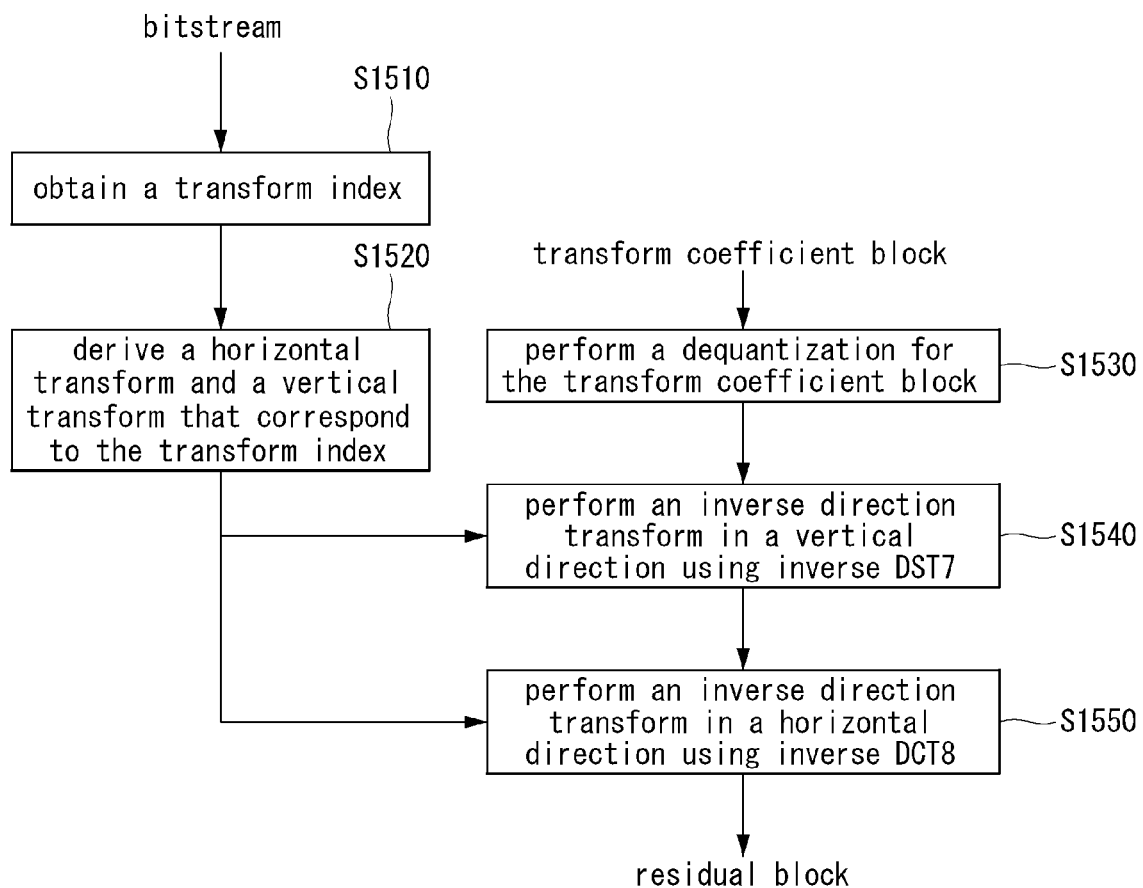 bitstream
S1510
obtain a transform index
S1520
derive a horizontal
transform and a vertical
transform that correspond
to the transform index
transform coefficient block
perform a dequantization for
the transform coefficient block
S1530
perform an inverse direction
transform in a vertical
direction using inverse DST7
S1540
perform an inverse direction
transform in a horizontal
direction using inverse DCT8
S1550
residual block